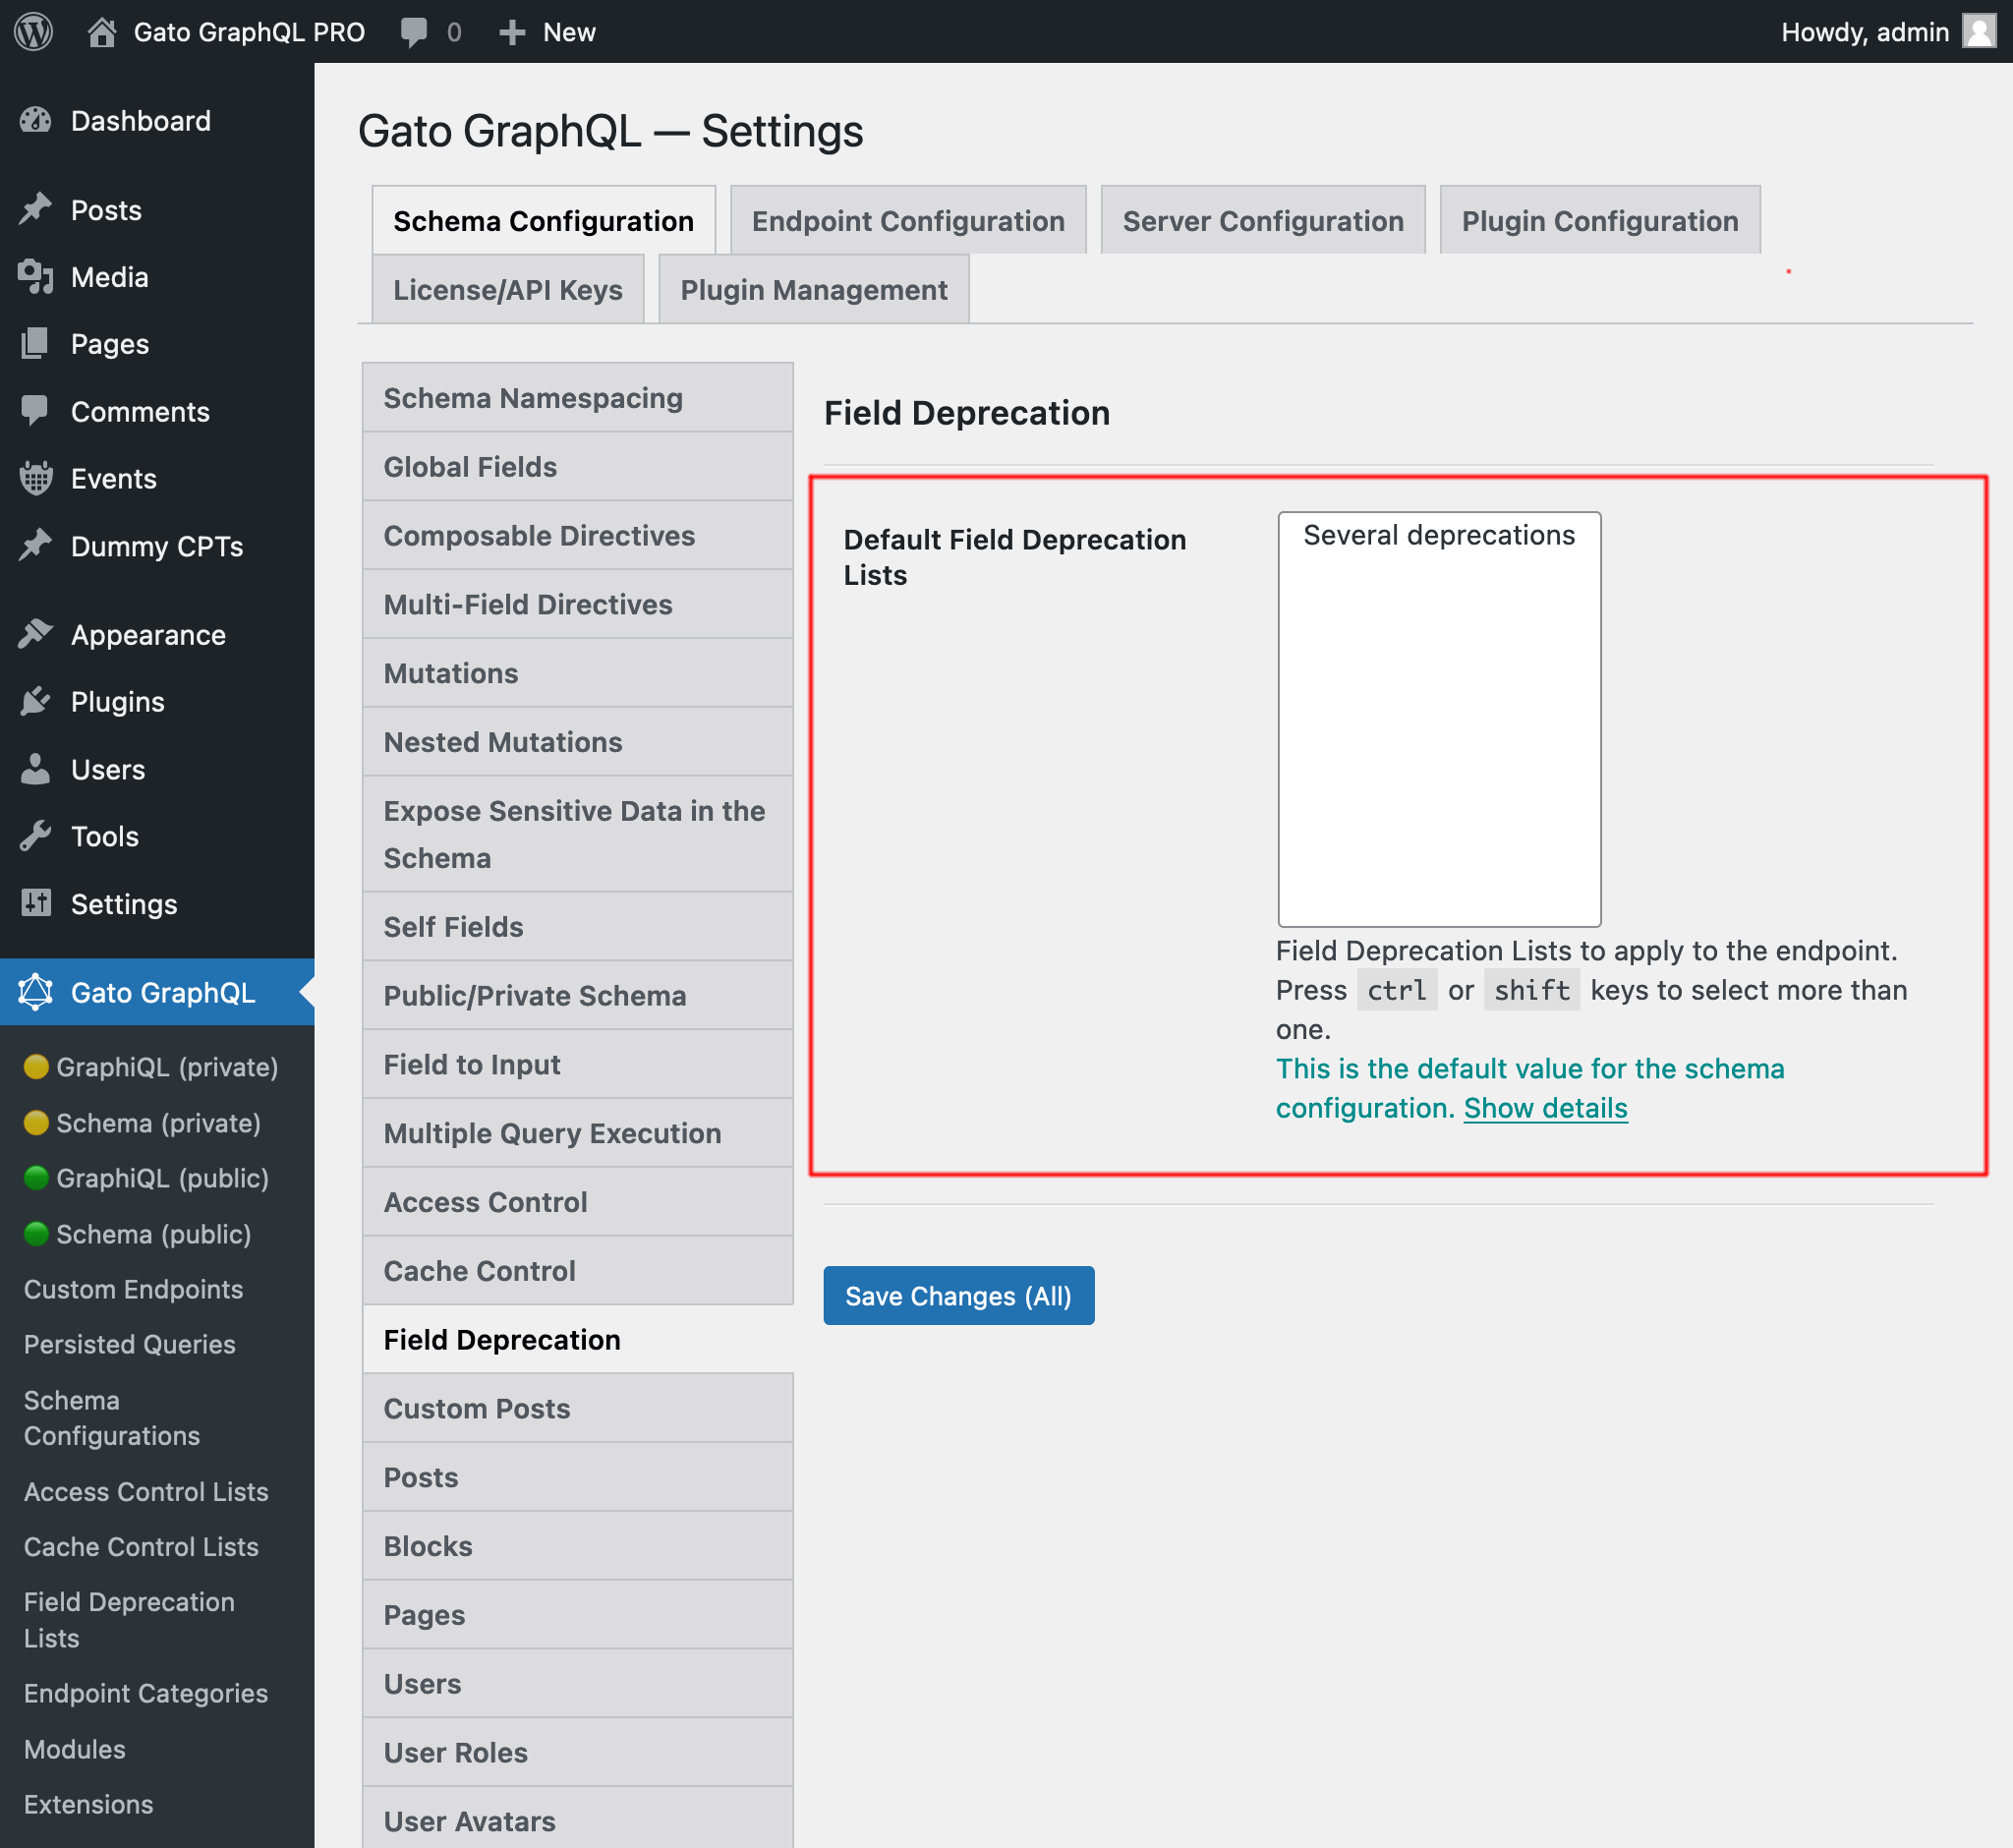 Gato GraphQL PRO 0 New Howdy, admin
Dashboard
Posts
Media
Pages
Comments
Events
Dummy CPTs
Appearance
Plugins
Users
Tools
Settings
Gato GraphQL
GraphiQL (private)
Schema (private)
GraphiQL (public)
Schema (public)
Custom Endpoints
Persisted Queries
Schema
Configurations
Access Control Lists
Cache Control Lists
Field Deprecation
Lists
Endpoint Categories
Modules
Extensions
Gato GraphQL — Settings
Schema Configuration Endpoint Configuration Server Configuration Plugin Configuration
License/API Keys Plugin Management
Schema Namespacing
Global Fields
Composable Directives
Multi-Field Directives
Mutations
Nested Mutations
Expose Sensitive Data in the
Schema
Self Fields
Public/Private Schema
Field to Input
Multiple Query Execution
Access Control
Cache Control
Field Deprecation
Custom Posts
Posts
Blocks
Pages
Users
User Roles
User Avatars
Field Deprecation
Default Field Deprecation
Lists
Several deprecations
Field Deprecation Lists to apply to the endpoint.
Press ctrl or shift keys to select more than
one.
This is the default value for the schema
configuration. Show details
Save Changes (All)